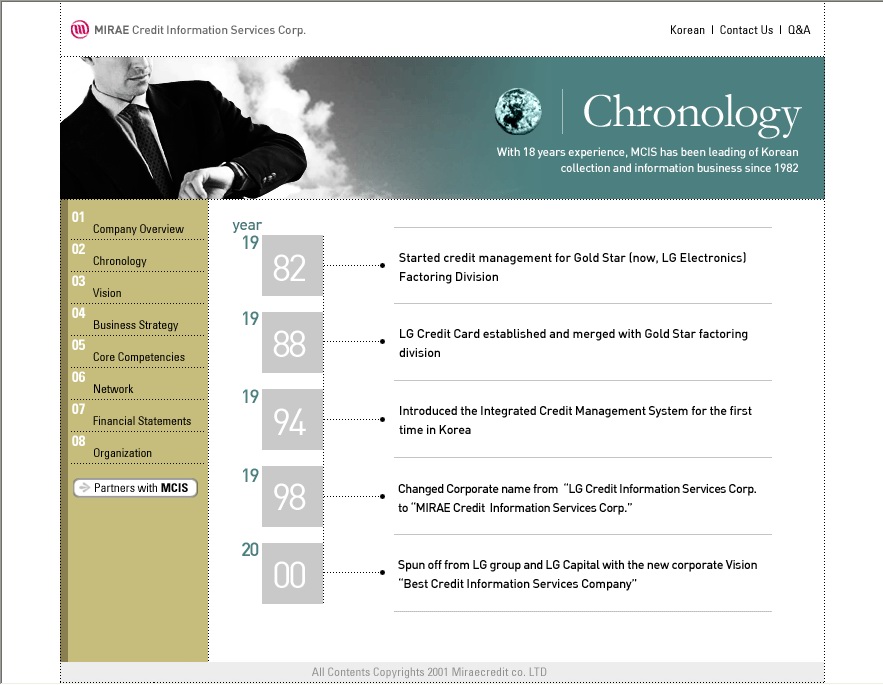 MIRAE Credit Information Services Corp.
Korean | Contact Us | Q&A
Chronology
With 18 years experience, MCIS has been leading of Korean
collection and information business since 1982
01
Company Overview
02
Chronology
03
Vision
04
Business Strategy
05
Core Competencies
06
Network
07
Financial Statements
08
Organization
Partners with MCIS
year
19
82
Started credit management for Gold Star (now, LG Electronics)
Factoring Division
19
88
LG Credit Card established and merged with Gold Star factoring
division
19
94
Introduced the Integrated Credit Management System for the first
time in Korea
19
98
Changed Corporate name from “LG Credit Information Services Corp.
to “MIRAE Credit Information Services Corp.”
20
00
Spun off from LG group and LG Capital with the new corporate Vision
“Best Credit Information Services Company”
All Contents Copyrights 2001 Miraecredit co. LTD